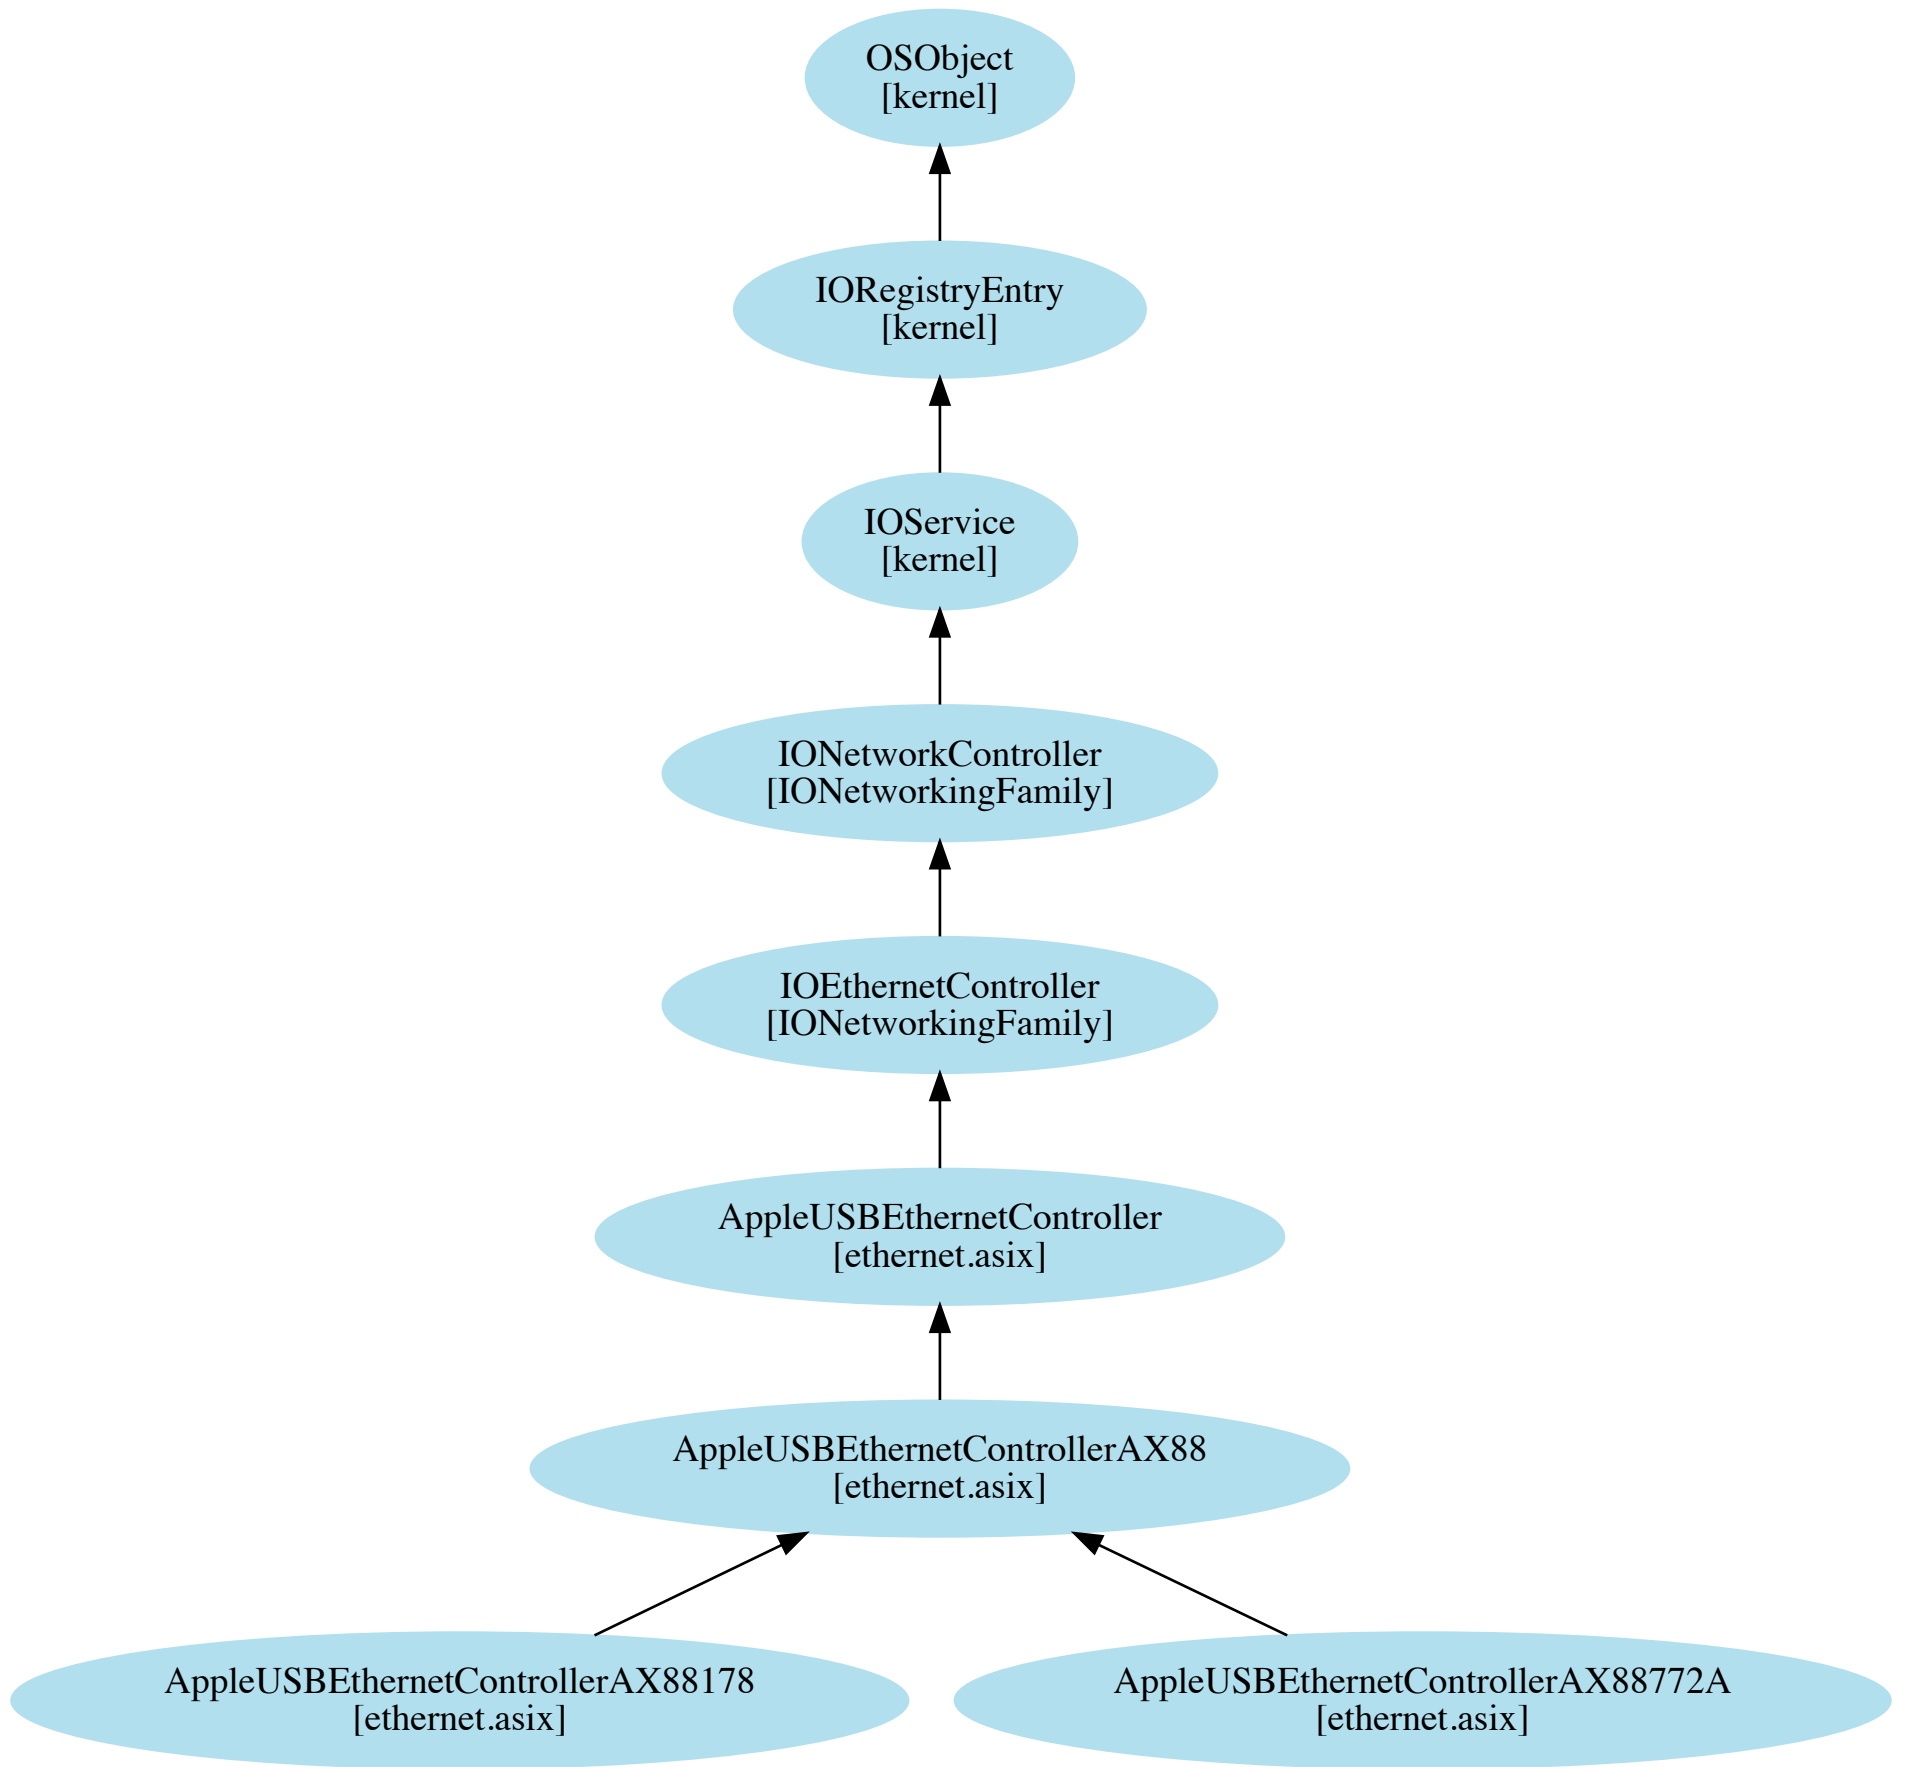 OSObject
[kernel]
IORegistryEntry
[kernel]
IOService
[kernel]
IONetworkController
[IONetworkingFamily]
IOEthernetController
[IONetworkingFamily]
AppleUSBEthernetController
[ethernet.asix]
AppleUSBEthernetControllerAX88
[ethernet.asix]
AppleUSBEthernetControllerAX88178
[ethernet.asix]
AppleUSBEthernetControllerAX88772A
[ethernet.asix]